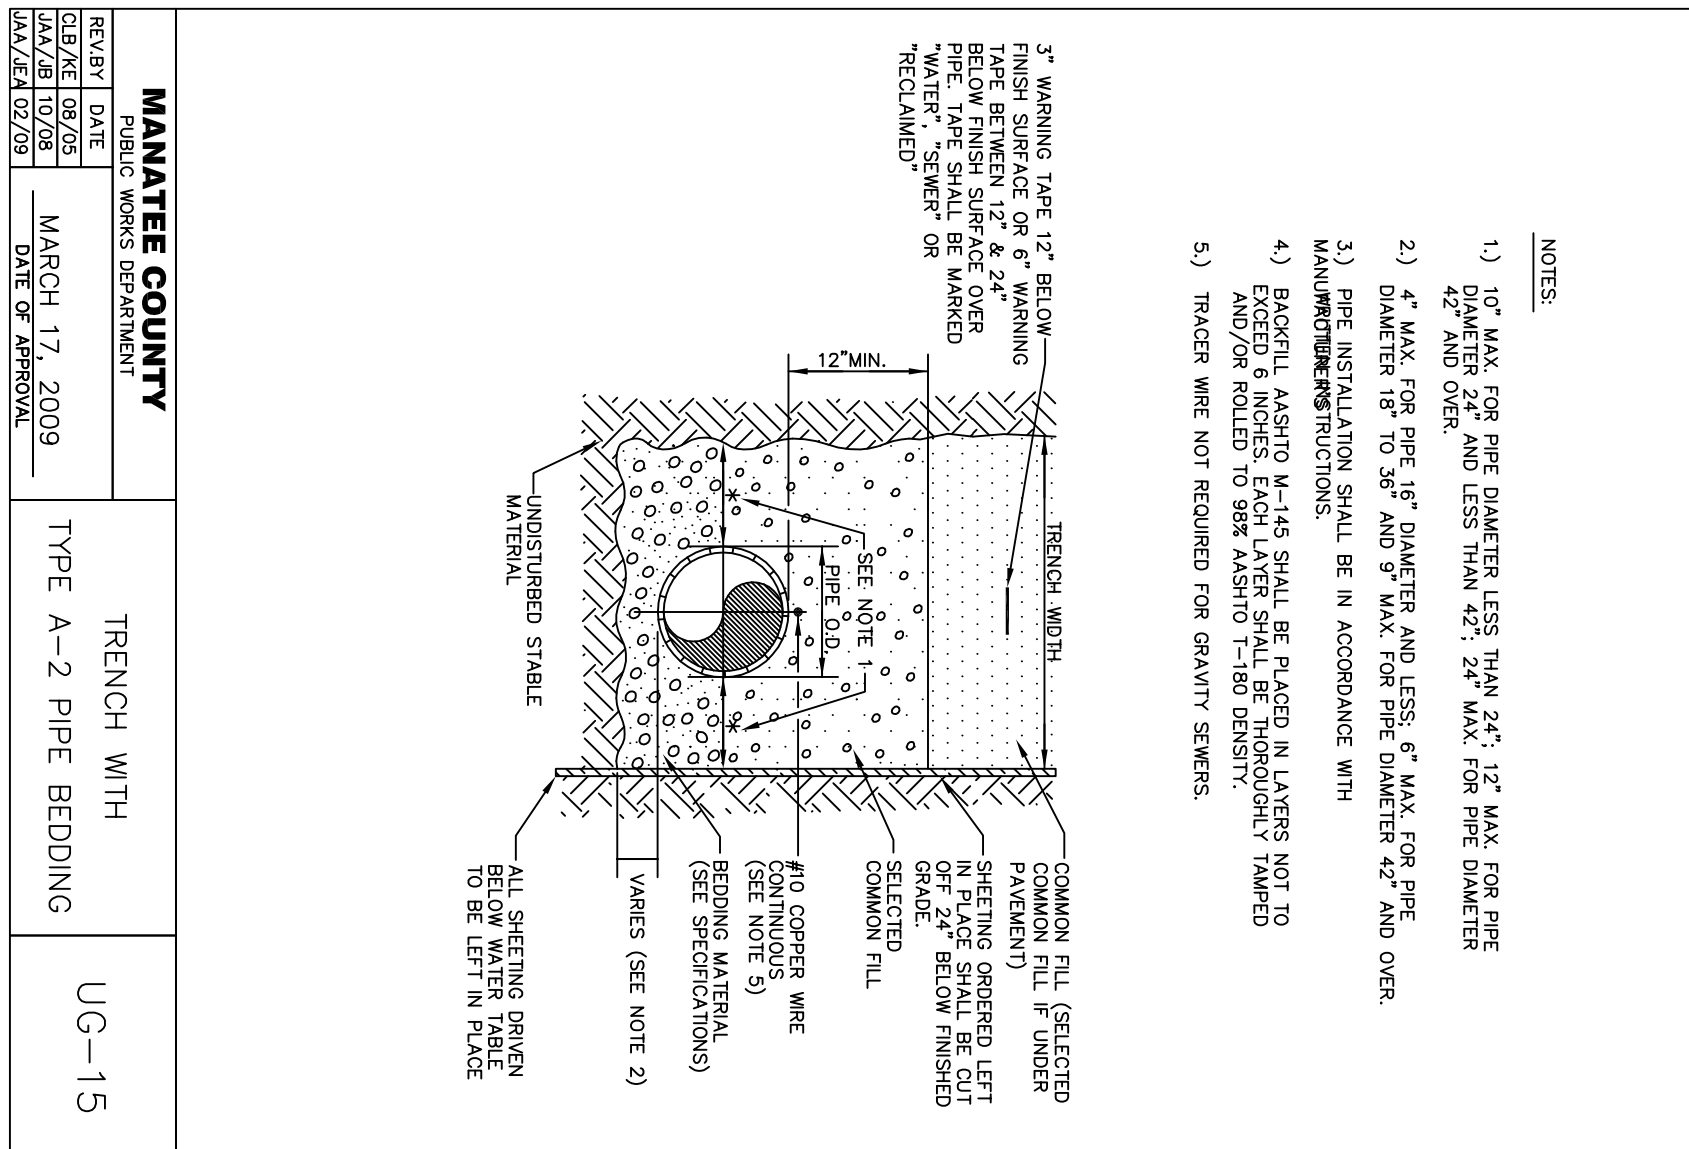 NOTES:
1.) 10" MAX. FOR PIPE DIAMETER LESS THAN 24"; 12" MAX. FOR PIPE
DIAMETER 24" AND LESS THAN 42"; 24" MAX. FOR PIPE DIAMETER
42" AND OVER.
2.) 4" MAX. FOR PIPE 16" DIAMETER AND LESS; 6" MAX. FOR PIPE
DIAMETER 18" TO 36" AND 9" MAX. FOR PIPE DIAMETER 42" AND OVER.
3.) PIPE INSTALLATION SHALL BE IN ACCORDANCE WITH
MANUFACTURER'S WRITTEN INSTRUCTIONS.
4.) BACKFILL AASHTO M-145 SHALL BE PLACED IN LAYERS NOT TO
EXCEED 6 INCHES. EACH LAYER SHALL BE THOROUGHLY TAMPED
AND/OR ROLLED TO 98% AASHTO T-180 DENSITY.
5.) TRACER WIRE NOT REQUIRED FOR GRAVITY SEWERS.
3" WARNING TAPE 12" BELOW
FINISH SURFACE OR 6" WARNING
TAPE BETWEEN 12" & 24"
BELOW FINISH SURFACE OVER
PIPE. TAPE SHALL BE MARKED
"WATER", "SEWER" OR
"RECLAIMED"
TRENCH WIDTH
12"MIN.
SEE NOTE 1
*
*
PIPE O.D.
COMMON FILL (SELECTED
COMMON FILL IF UNDER
PAVEMENT)
SHEETING ORDERED LEFT
IN PLACE SHALL BE CUT
OFF 24" BELOW FINISHED
GRADE.
SELECTED
COMMON FILL
#10 COPPER WIRE
CONTINUOUS
(SEE NOTE 5)
BEDDING MATERIAL
(SEE SPECIFICATIONS)
VARIES (SEE NOTE 2)
UNDISTURBED STABLE
MATERIAL
ALL SHEETING DRIVEN
BELOW WATER TABLE
TO BE LEFT IN PLACE
MANATEE COUNTY
PUBLIC WORKS DEPARTMENT
REV.BY DATE
CLB/KE 08/05
JAA/JB 10/08
JAA/JEA 02/09
MARCH 17, 2009
DATE OF APPROVAL
TRENCH WITH
TYPE A-2 PIPE BEDDING
UG-15